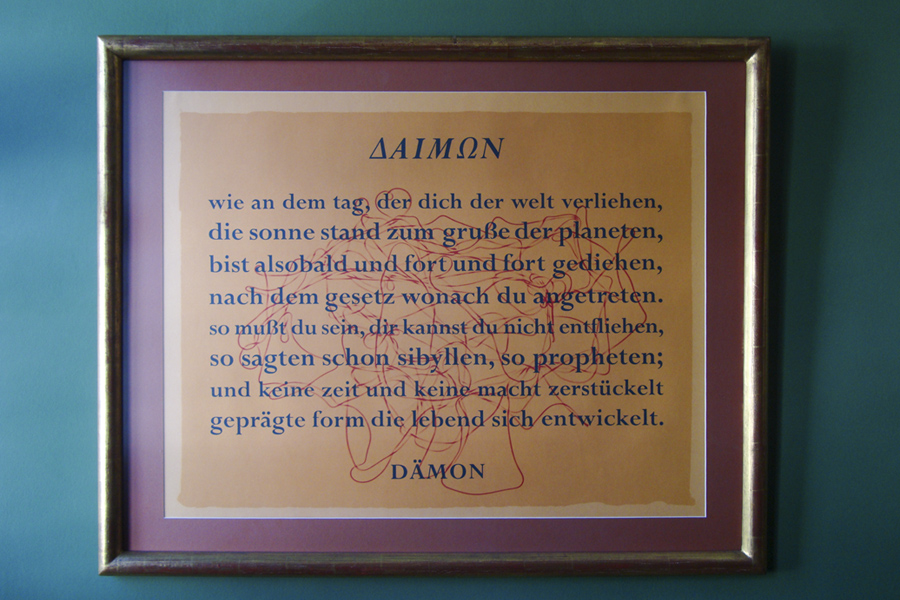 ΔΑΙΜΩΝ
wie an dem tag, der dich der welt verliehen,
die sonne stand zum gruße der planeten,
bist alsobald und fort und fort gediehen,
nach dem gesetz wonach du angetreten.
so mußt du sein, dir kannst du nicht entfliehen,
so sagten schon sibyllen, so propheten;
und keine zeit und keine macht zerstückelt
geprägte form die lebend sich entwickelt.
DÄMON